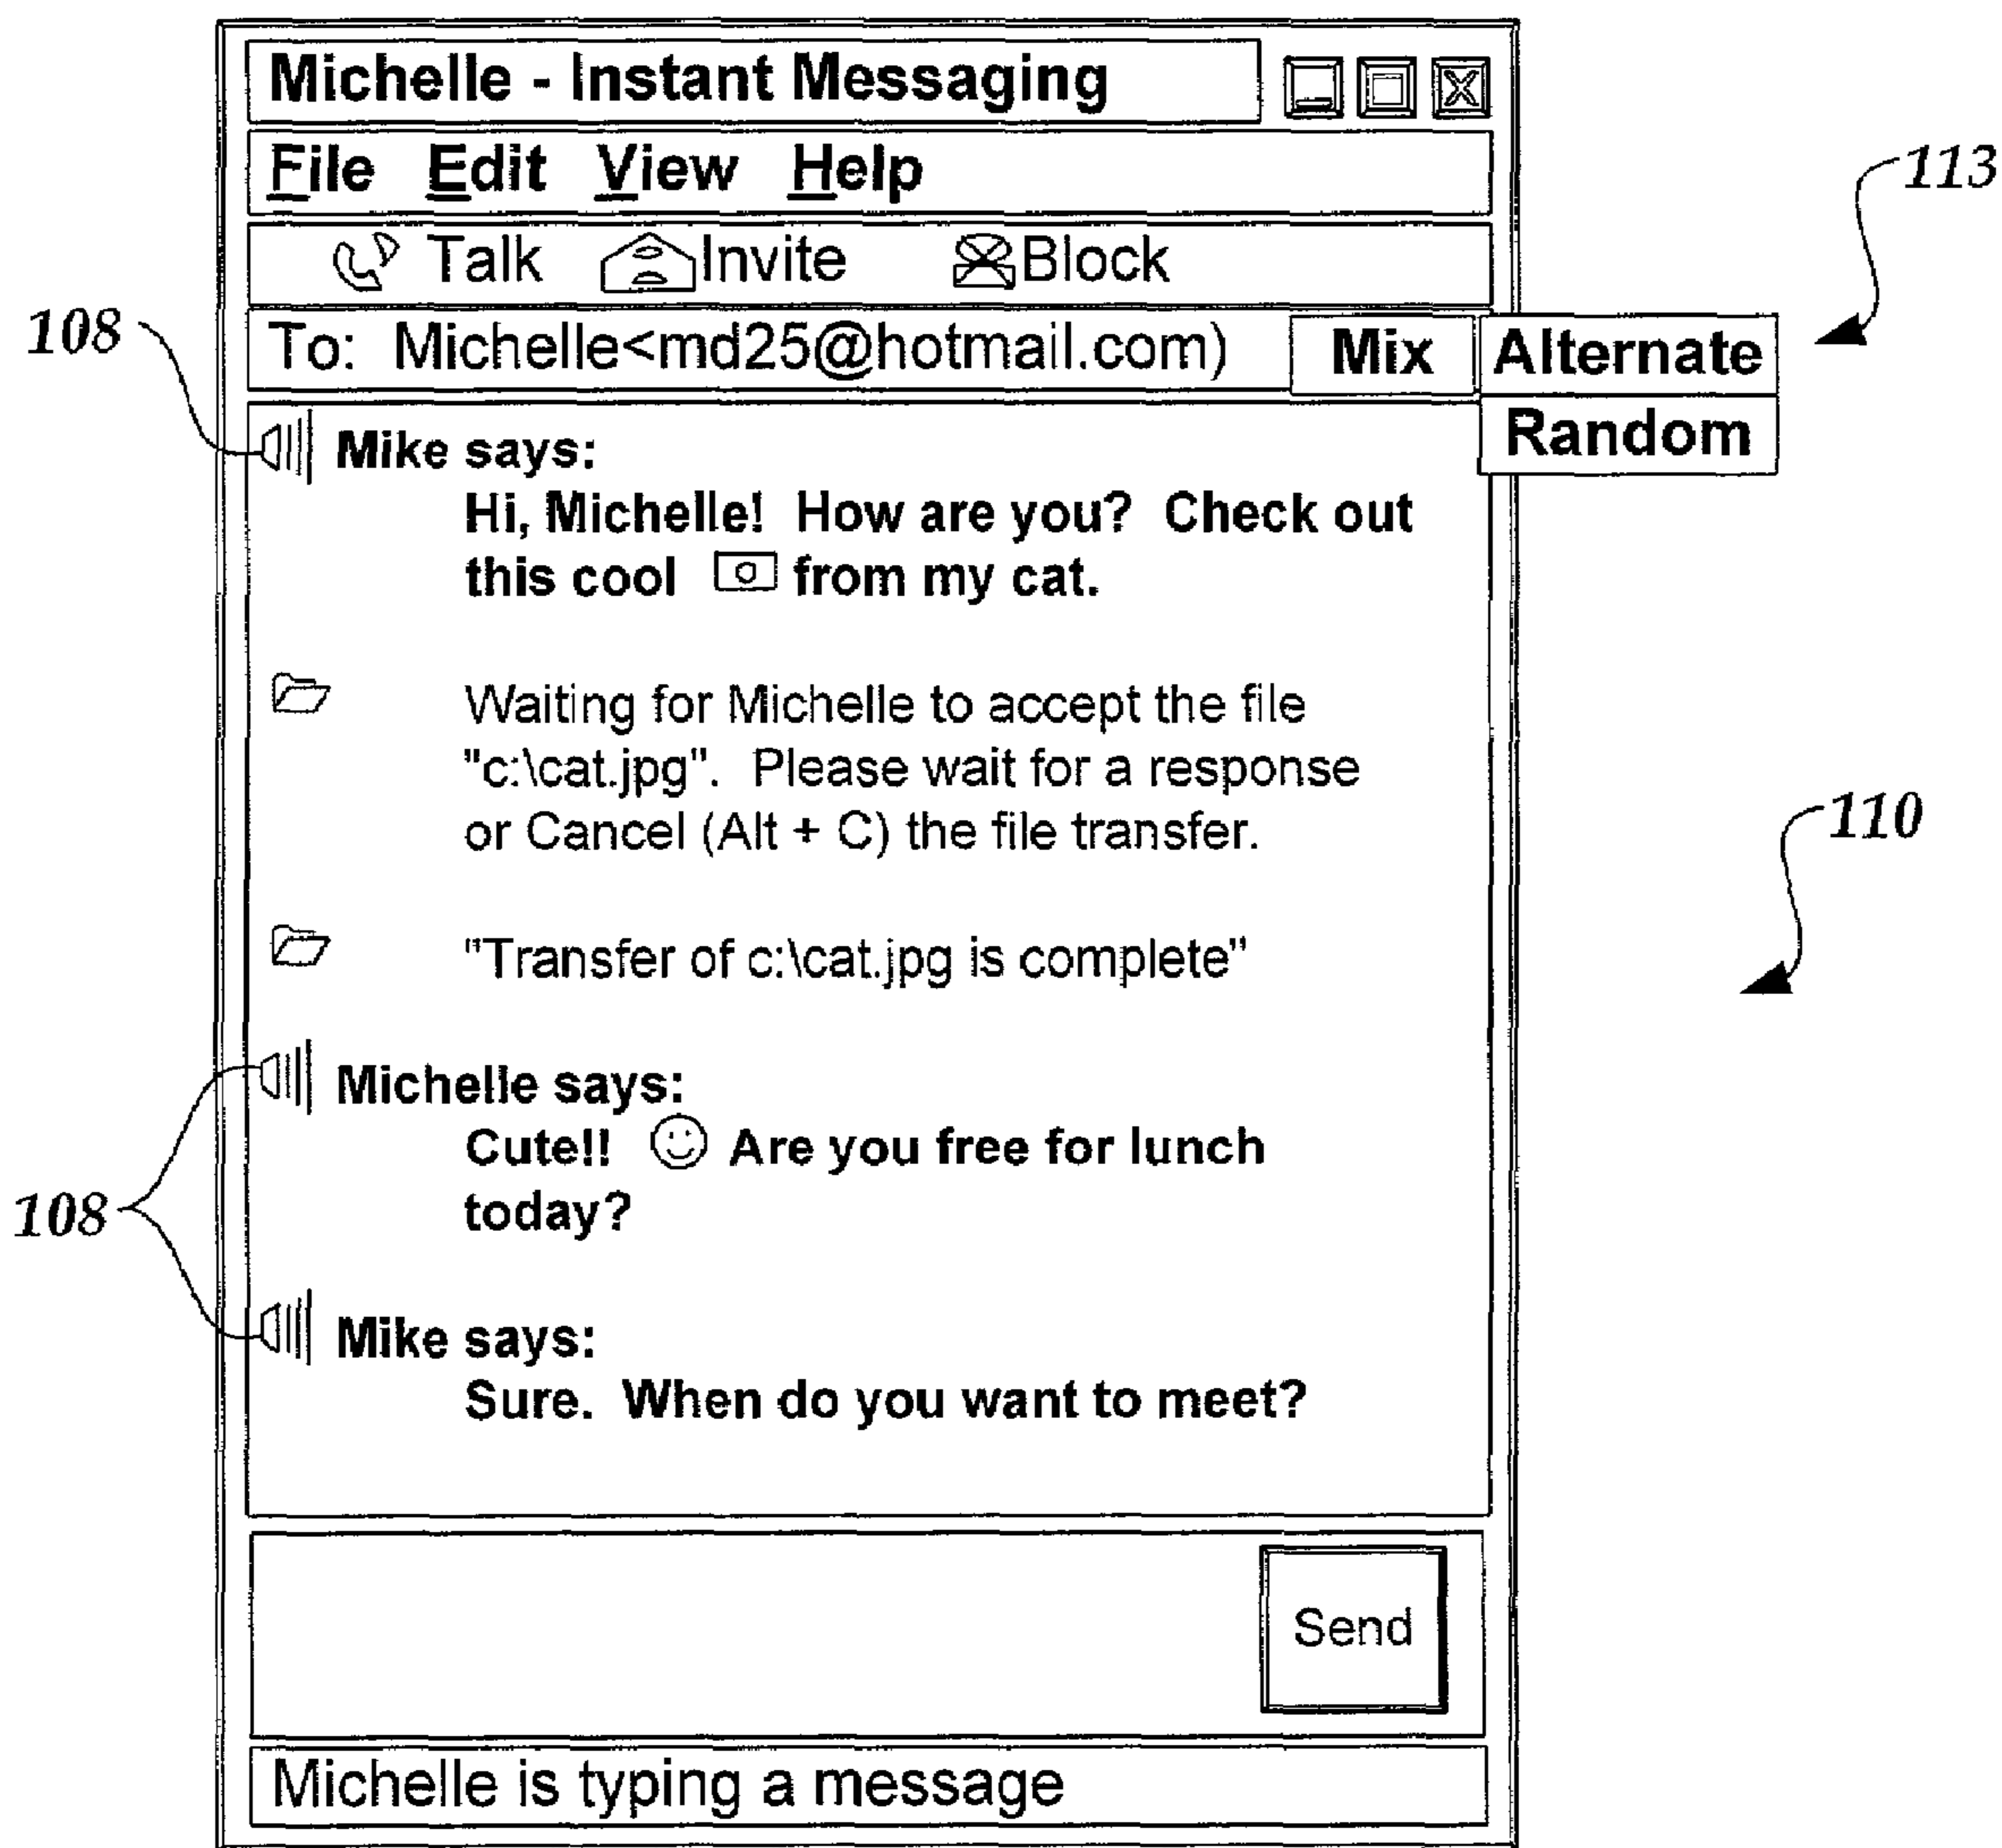 Michelle - Instant Messaging
File Edit View Help
113
Talk Invite Block
108
To: Michelle<md25@hotmail.com)
Mix Alternate
Random
Mike says:
Hi, Michelle! How are you? Check out
this cool from my cat.
Waiting for Michelle to accept the file
"c:\cat.jpg". Please wait for a response
or Cancel (Alt + C) the file transfer.
110
"Transfer of c:\cat.jpg is complete"
Michelle says:
Cute!! Are you free for lunch
today?
108
Mike says:
Sure. When do you want to meet?
Send
Michelle is typing a message